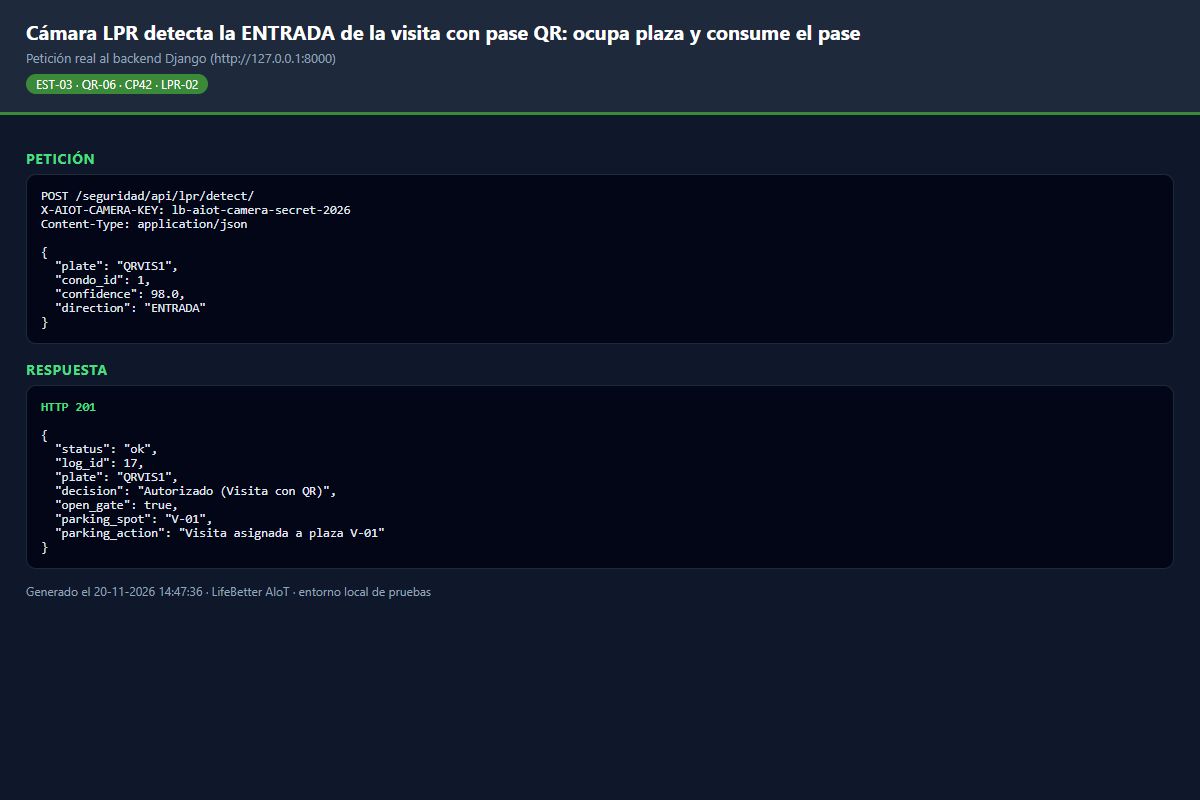 Cámara LPR detecta la ENTRADA de la visita con pase QR: ocupa plaza y consume el pase
Petición real al backend Django (http://127.0.0.1:8000)
EST-03 · QR-06 · CP42 · LPR-02
PETICIÓN
POST /seguridad/api/lpr/detect/
X-AIOT-CAMERA-KEY: lb-aiot-camera-secret-2026
Content-Type: application/json
{
  "plate": "QRVIS1",
  "condo_id": 1,
  "confidence": 98.0,
  "direction": "ENTRADA"
}
RESPUESTA
HTTP 201
{
  "status": "ok",
  "log_id": 17,
  "plate": "QRVIS1",
  "decision": "Autorizado (Visita con QR)",
  "open_gate": true,
  "parking_spot": "V-01",
  "parking_action": "Visita asignada a plaza V-01"
}
Generado el 20-11-2026 14:47:36 · LifeBetter AIoT · entorno local de pruebas